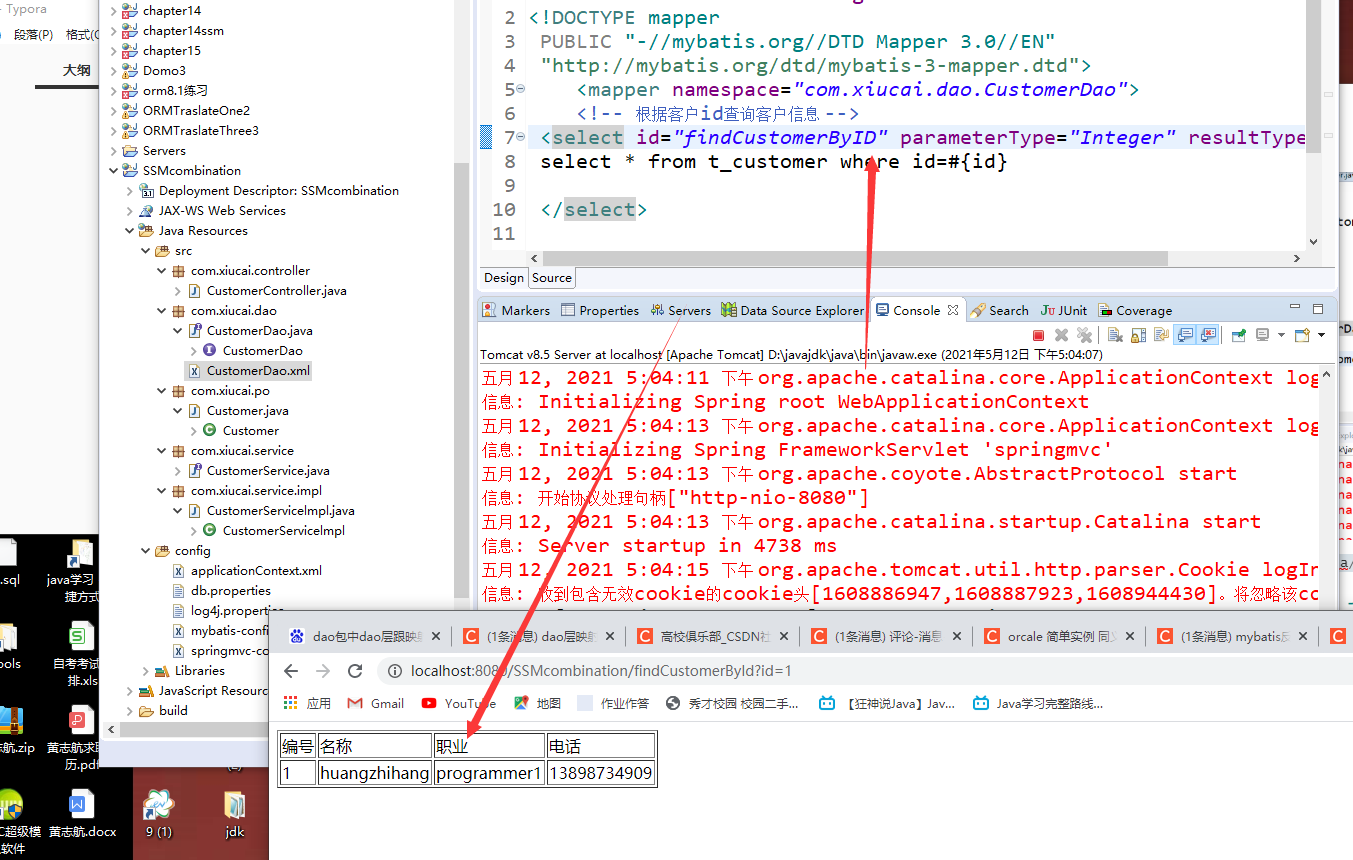 - Typora
段落(P) 格式(O
大纲
chapter14
chapter14ssm
chapter15
Domo3
orm8.1练习
ORMTraslateOne2
ORMTraslateThree3
Servers
SSMcombination
Deployment Descriptor: SSMcombination
JAX-WS Web Services
Java Resources
src
com.xiucai.controller
CustomerController.java
com.xiucai.dao
CustomerDao.java
CustomerDao
CustomerDao.xml
com.xiucai.po
Customer.java
Customer
com.xiucai.service
CustomerService.java
com.xiucai.service.impl
CustomerServiceImpl.java
CustomerServiceImpl
config
applicationContext.xml
db.properties
log4j.properties
mybatis-confi
springmvc-co
Libraries
JavaScript Resourc
build
2 <!DOCTYPE mapper
3 PUBLIC "-//mybatis.org//DTD Mapper 3.0//EN"
4 "http://mybatis.org/dtd/mybatis-3-mapper.dtd">
5 <mapper namespace="com.xiucai.dao.CustomerDao">
6 <!-- 根据客户id查询客户信息 -->
7 <select id="findCustomerByID" parameterType="Integer" resultType
8 select * from t_customer where id=#{id}
9
10 </select>
11
Design Source
Markers Properties Servers Data Source Explorer Console Search JUnit Coverage
Tomcat v8.5 Server at localhost [Apache Tomcat] D:\javajdk\java\bin\javaw.exe (2021年5月12日 下午5:04:07)
五月 12, 2021 5:04:11 下午 org.apache.catalina.core.ApplicationContext log
信息: Initializing Spring root WebApplicationContext
五月 12, 2021 5:04:13 下午 org.apache.catalina.core.ApplicationContext log
信息: Initializing Spring FrameworkServlet 'springmvc'
五月 12, 2021 5:04:13 下午 org.apache.coyote.AbstractProtocol start
信息: 开始协议处理句柄["http-nio-8080"]
五月 12, 2021 5:04:13 下午 org.apache.catalina.startup.Catalina start
信息: Server startup in 4738 ms
五月 12, 2021 5:04:15 下午 org.apache.tomcat.util.http.parser.Cookie logIn
信息: 收到包含无效cookie的cookie头[1608886947,1608887923,1608944430]。将忽略该cc
dao包中dao层跟映射 (1条消息) dao层映射 高校俱乐部_CSDN社 (1条消息) 评论-消息 orcale 简单实例 同义 (1条消息) mybatis反
localhost:8080/SSMcombination/findCustomerById?id=1
应用 Gmail YouTube 地图 作业作答 秀才校园 校园二手... 【狂神说Java】Jav... Java学习完整路线...
编号 名称 职业 电话
1 huangzhihang programmer1 13898734909
.sql
java学习
捷方式
ools
自考考试
排.xls
志航.zip
黄志航求职
历.pdf
C超级模
软件
黄志航.docx
9 (1)
jdk